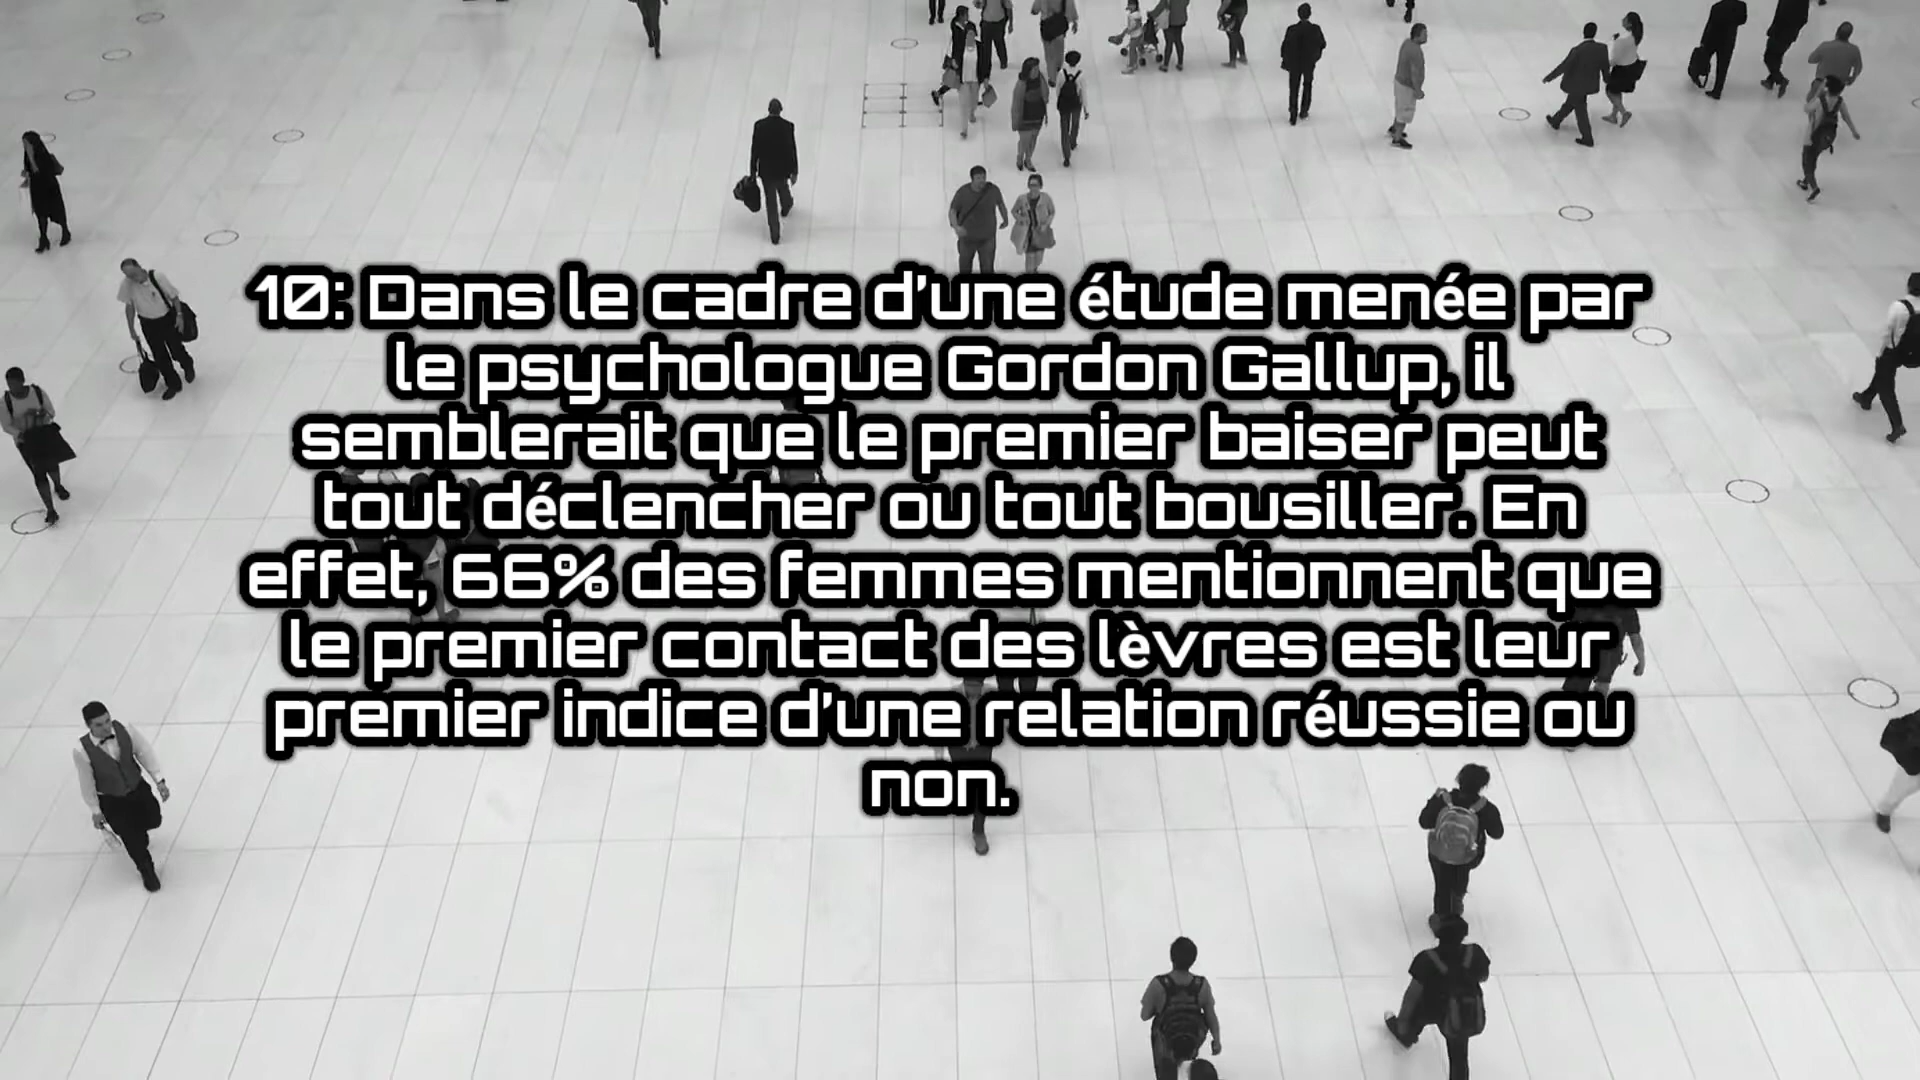 10: Dans le cadre d'une étude menée par
le psychologue Gordon Gallup, il
semblerait que le premier baiser peut
tout déclencher ou tout bousiller. En
effet, 66% des femmes mentionnent que
le premier contact des lèvres est leur
premier indice d'une relation réussie ou
non.